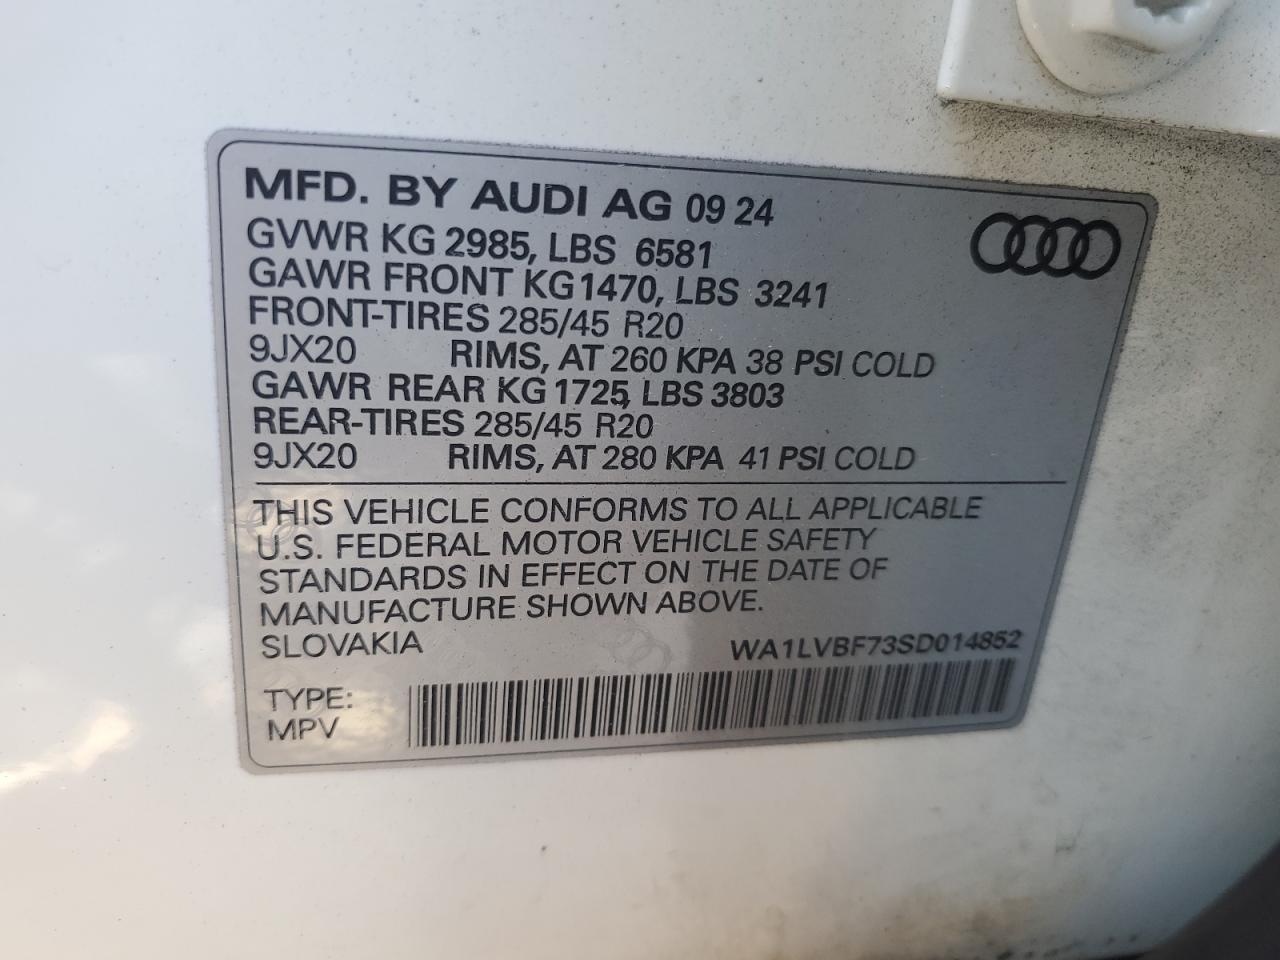 MFD. BY AUDI AG 09 24
GVWR KG 2985, LBS 6581
GAWR FRONT KG1470, LBS 3241
FRONT-TIRES 285/45 R20
9JX20 RIMS, AT 260 KPA 38 PSI COLD
GAWR REAR KG 1725, LBS 3803
REAR-TIRES 285/45 R20
9JX20 RIMS, AT 280 KPA 41 PSI COLD
THIS VEHICLE CONFORMS TO ALL APPLICABLE
U.S. FEDERAL MOTOR VEHICLE SAFETY
STANDARDS IN EFFECT ON THE DATE OF
MANUFACTURE SHOWN ABOVE.
SLOVAKIA WA1LVBF73SD014852
TYPE:
MPV